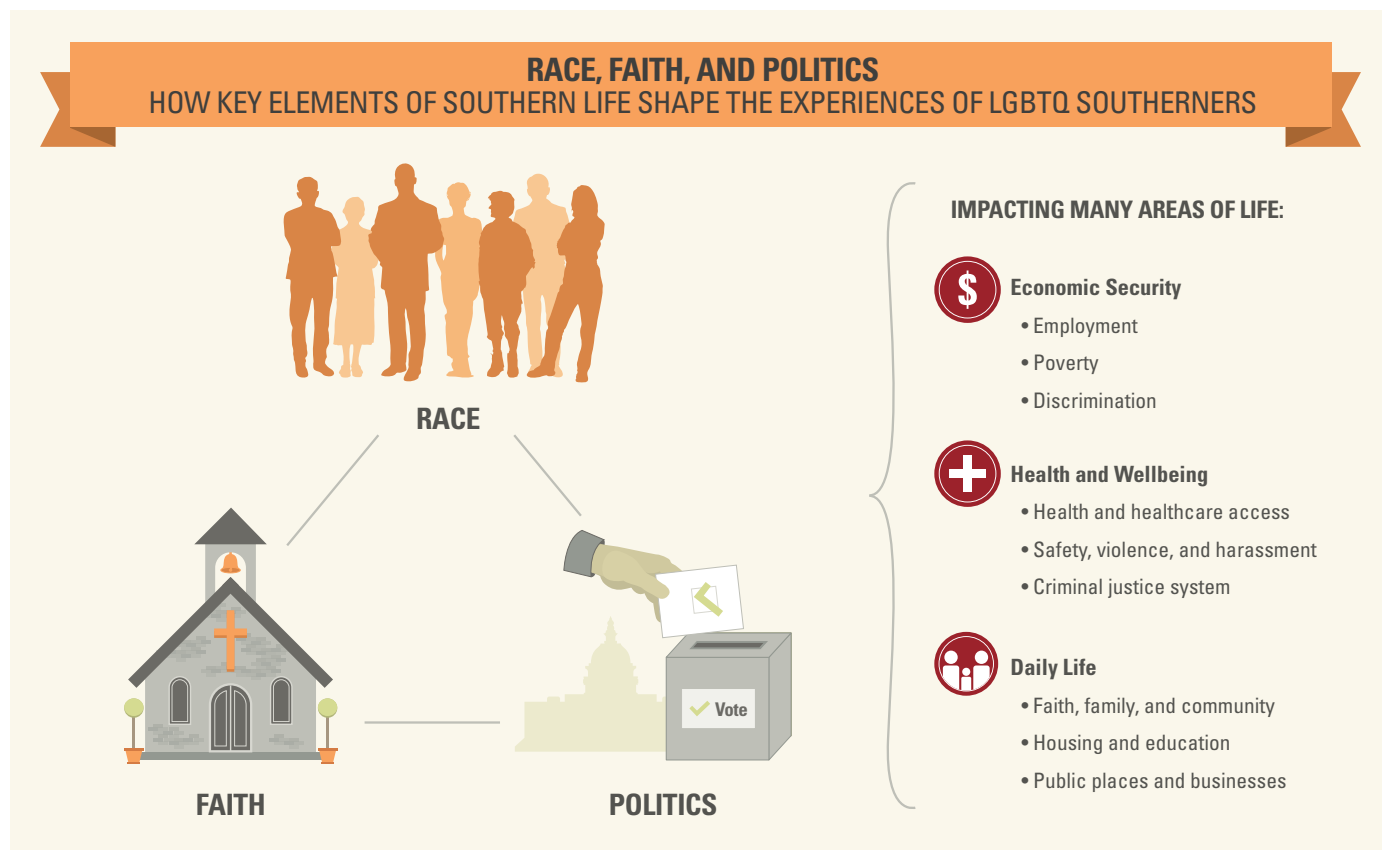 RACE, FAITH, AND POLITICS
HOW KEY ELEMENTS OF SOUTHERN LIFE SHAPE THE EXPERIENCES OF LGBTQ SOUTHERNERS
RACE
FAITH
POLITICS
Vote
IMPACTING MANY AREAS OF LIFE:
$
Economic Security
• Employment
• Poverty
• Discrimination
Health and Wellbeing
• Health and healthcare access
• Safety, violence, and harassment
• Criminal justice system
Daily Life
• Faith, family, and community
• Housing and education
• Public places and businesses